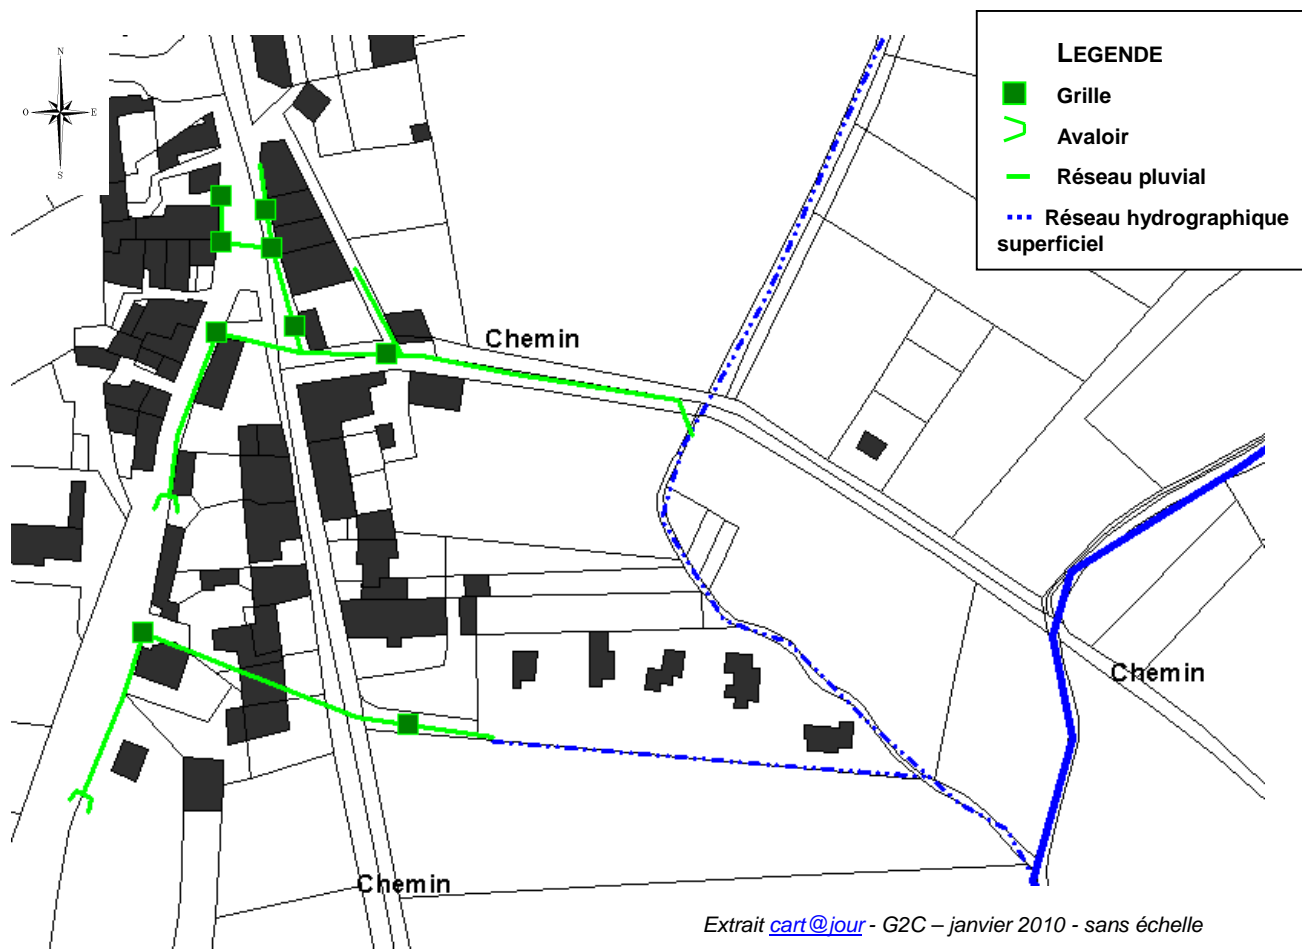 LEGENDE
Grille
Avaloir
Réseau pluvial
Réseau hydrographique
superficiel
N
O
E
S
Chemin
Chemin
Chemin
Extrait cart@jour - G2C – janvier 2010 - sans échelle